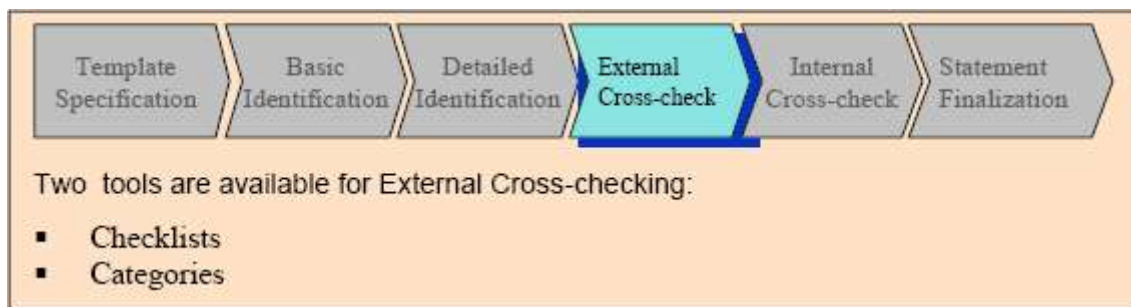 Template
Specification
Basic
Identification
Detailed
Identification
External
Cross-check
Internal
Cross-check
Statement
Finalization
Two tools are available for External Cross-checking:
▪ Checklists
▪ Categories